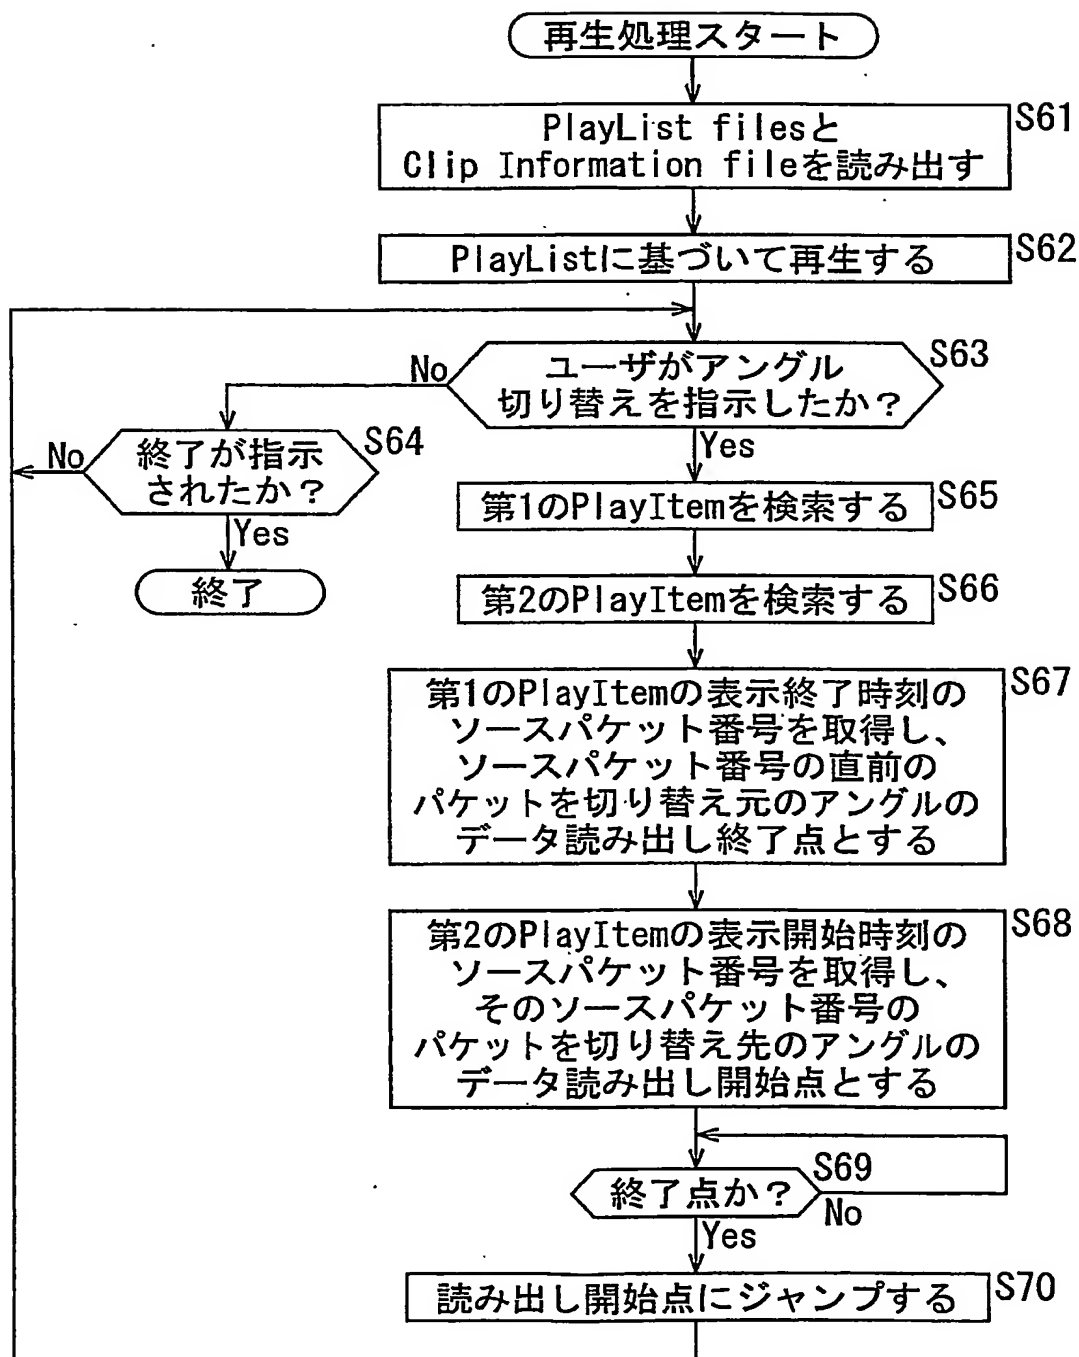 再生処理スタート
S61
PlayList filesと
Clip Information fileを読み出す
S62
PlayListに基づいて再生する
S63
ユーザがアングル
切り替えを指示したか？
No
Yes
S64
終了が指示
されたか？
No
Yes
終了
S65
第1のPlayItemを検索する
S66
第2のPlayItemを検索する
S67
第1のPlayItemの表示終了時刻の
ソースパケット番号を取得し、
ソースパケット番号の直前の
パケットを切り替え元のアングルの
データ読み出し終了点とする
S68
第2のPlayItemの表示開始時刻の
ソースパケット番号を取得し、
そのソースパケット番号の
パケットを切り替え先のアングルの
データ読み出し開始点とする
S69
終了点か？
No
Yes
S70
読み出し開始点にジャンプする